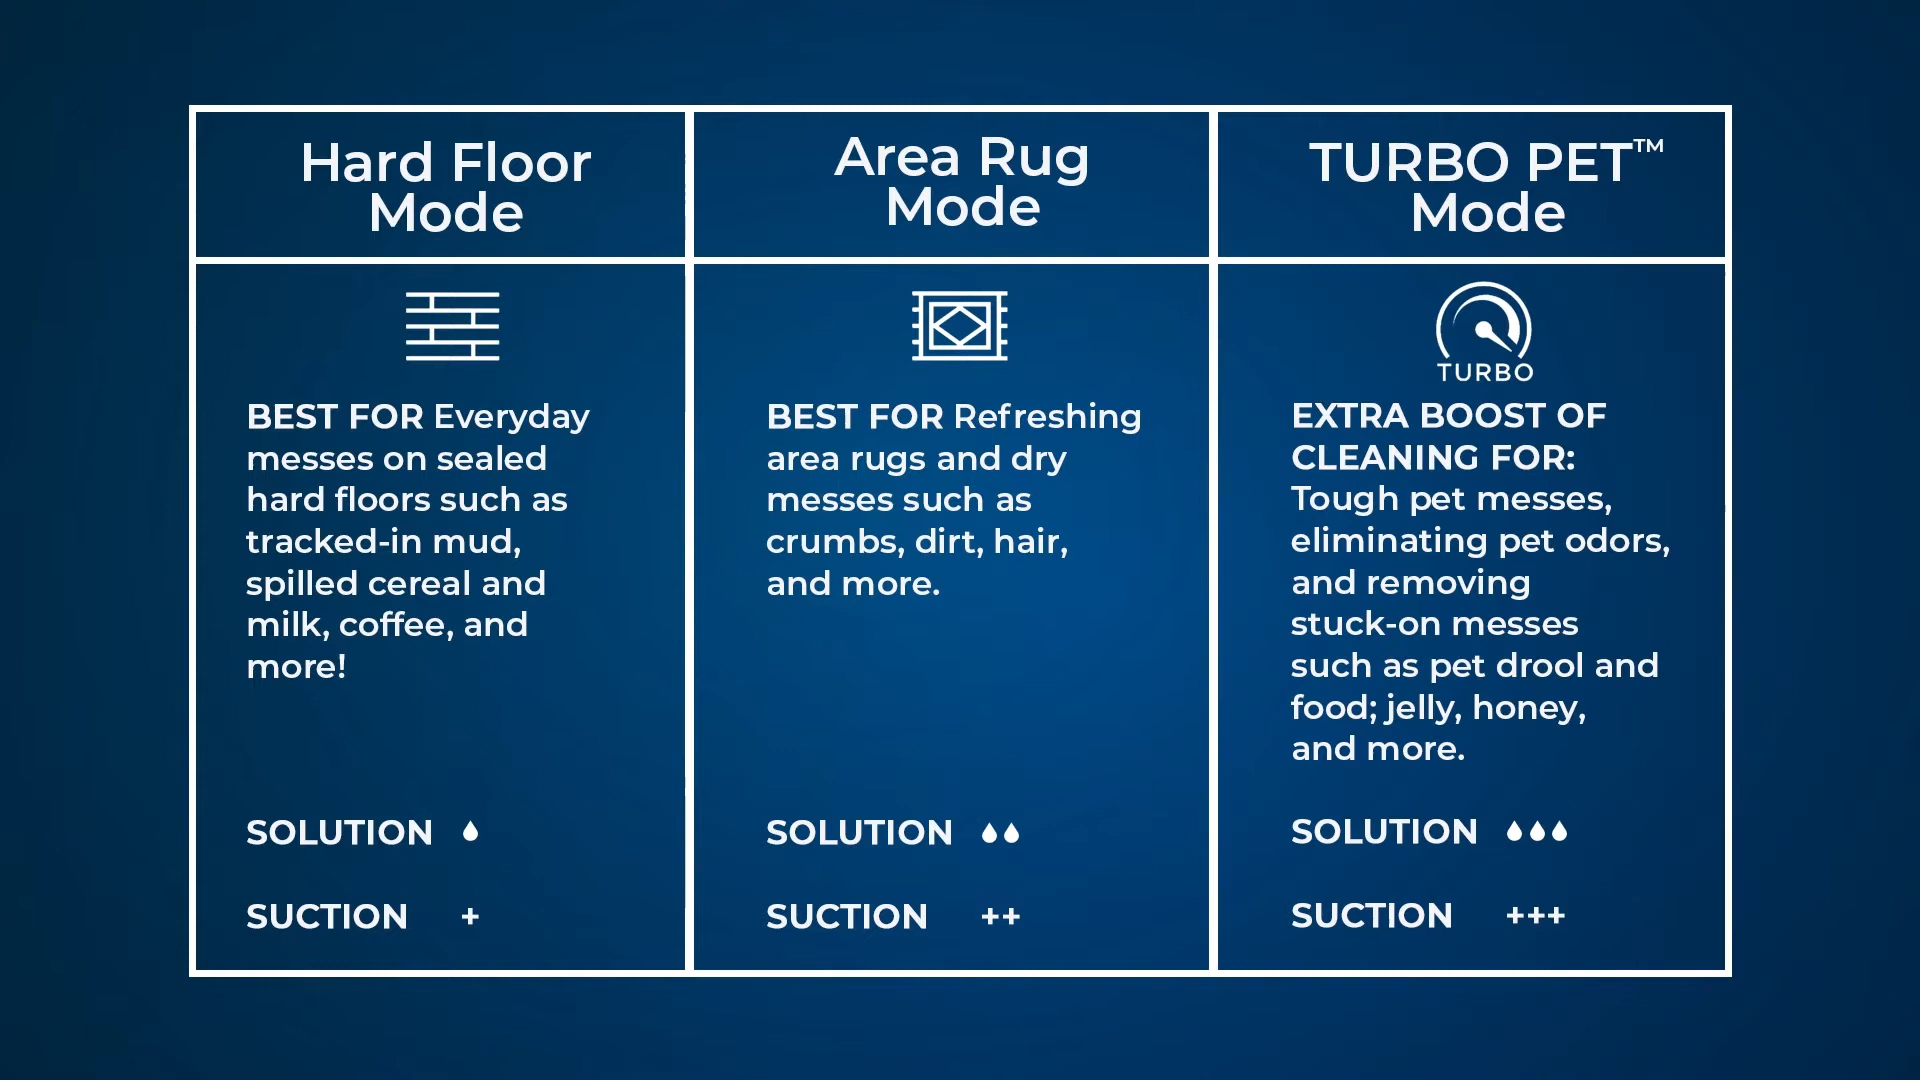 Hard Floor
Mode
BEST FOR Everyday
messes on sealed
hard floors such as
tracked-in mud,
spilled cereal and
milk, coffee, and
more!
SOLUTION
SUCTION +
Area Rug
Mode
BEST FOR Refreshing
area rugs and dry
messes such as
crumbs, dirt, hair,
and more.
SOLUTION
SUCTION ++
TURBO PET™
Mode
TURBO
EXTRA BOOST OF
CLEANING FOR:
Tough pet messes,
eliminating pet odors,
and removing
stuck-on messes
such as pet drool and
food; jelly, honey,
and more.
SOLUTION
SUCTION +++